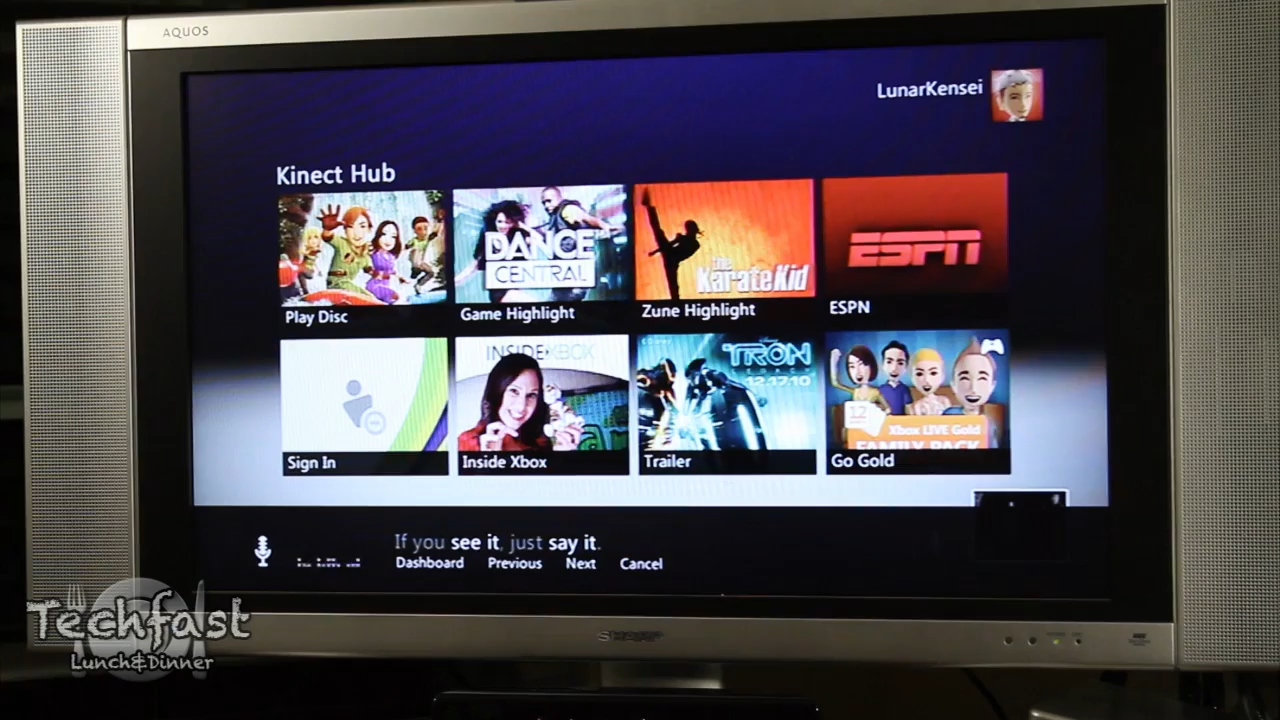 AQUOS
LunarKensei
Kinect Hub
DANCE
CENTRAL
The
Karate Kid
ESPN
Play Disc
Game Highlight
Zune Highlight
ESPN
INSIDE XBOX
TRON
LEGACY
12.17.10
12
Xbox LIVE Gold
FAMILY PACK
Sign In
Inside Xbox
Trailer
Go Gold
If you see it, just say it.
Dashboard Previous Next Cancel
SHARP
Techfast
Lunch&Dinner